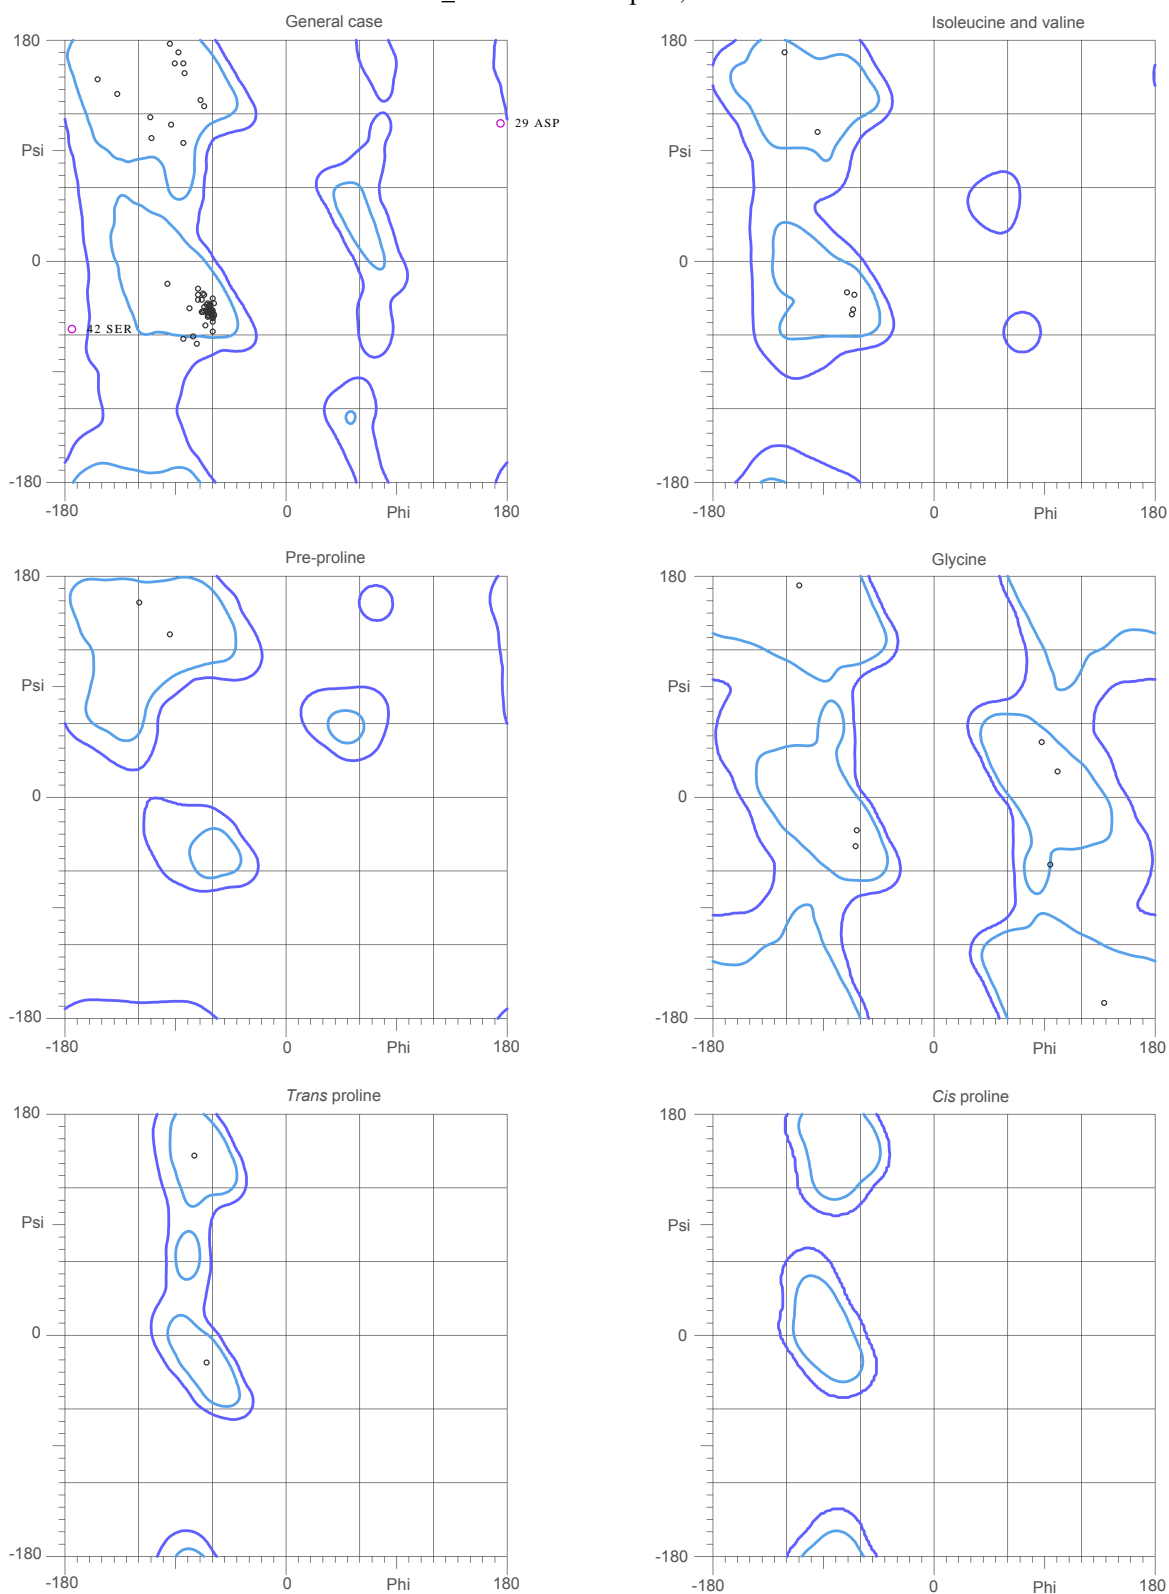 General case
Isoleucine and valine
180
180
29 ASP
Psi
Psi
0
0
42 SER
-180
-180
-180
0
Phi
180
-180
0
Phi
180
Pre-proline
Glycine
180
180
Psi
Psi
0
0
-180
-180
-180
0
Phi
180
-180
0
Phi
180
Trans proline
Cis proline
180
180
Psi
Psi
0
0
-180
-180
-180
0
Phi
180
-180
0
Phi
180